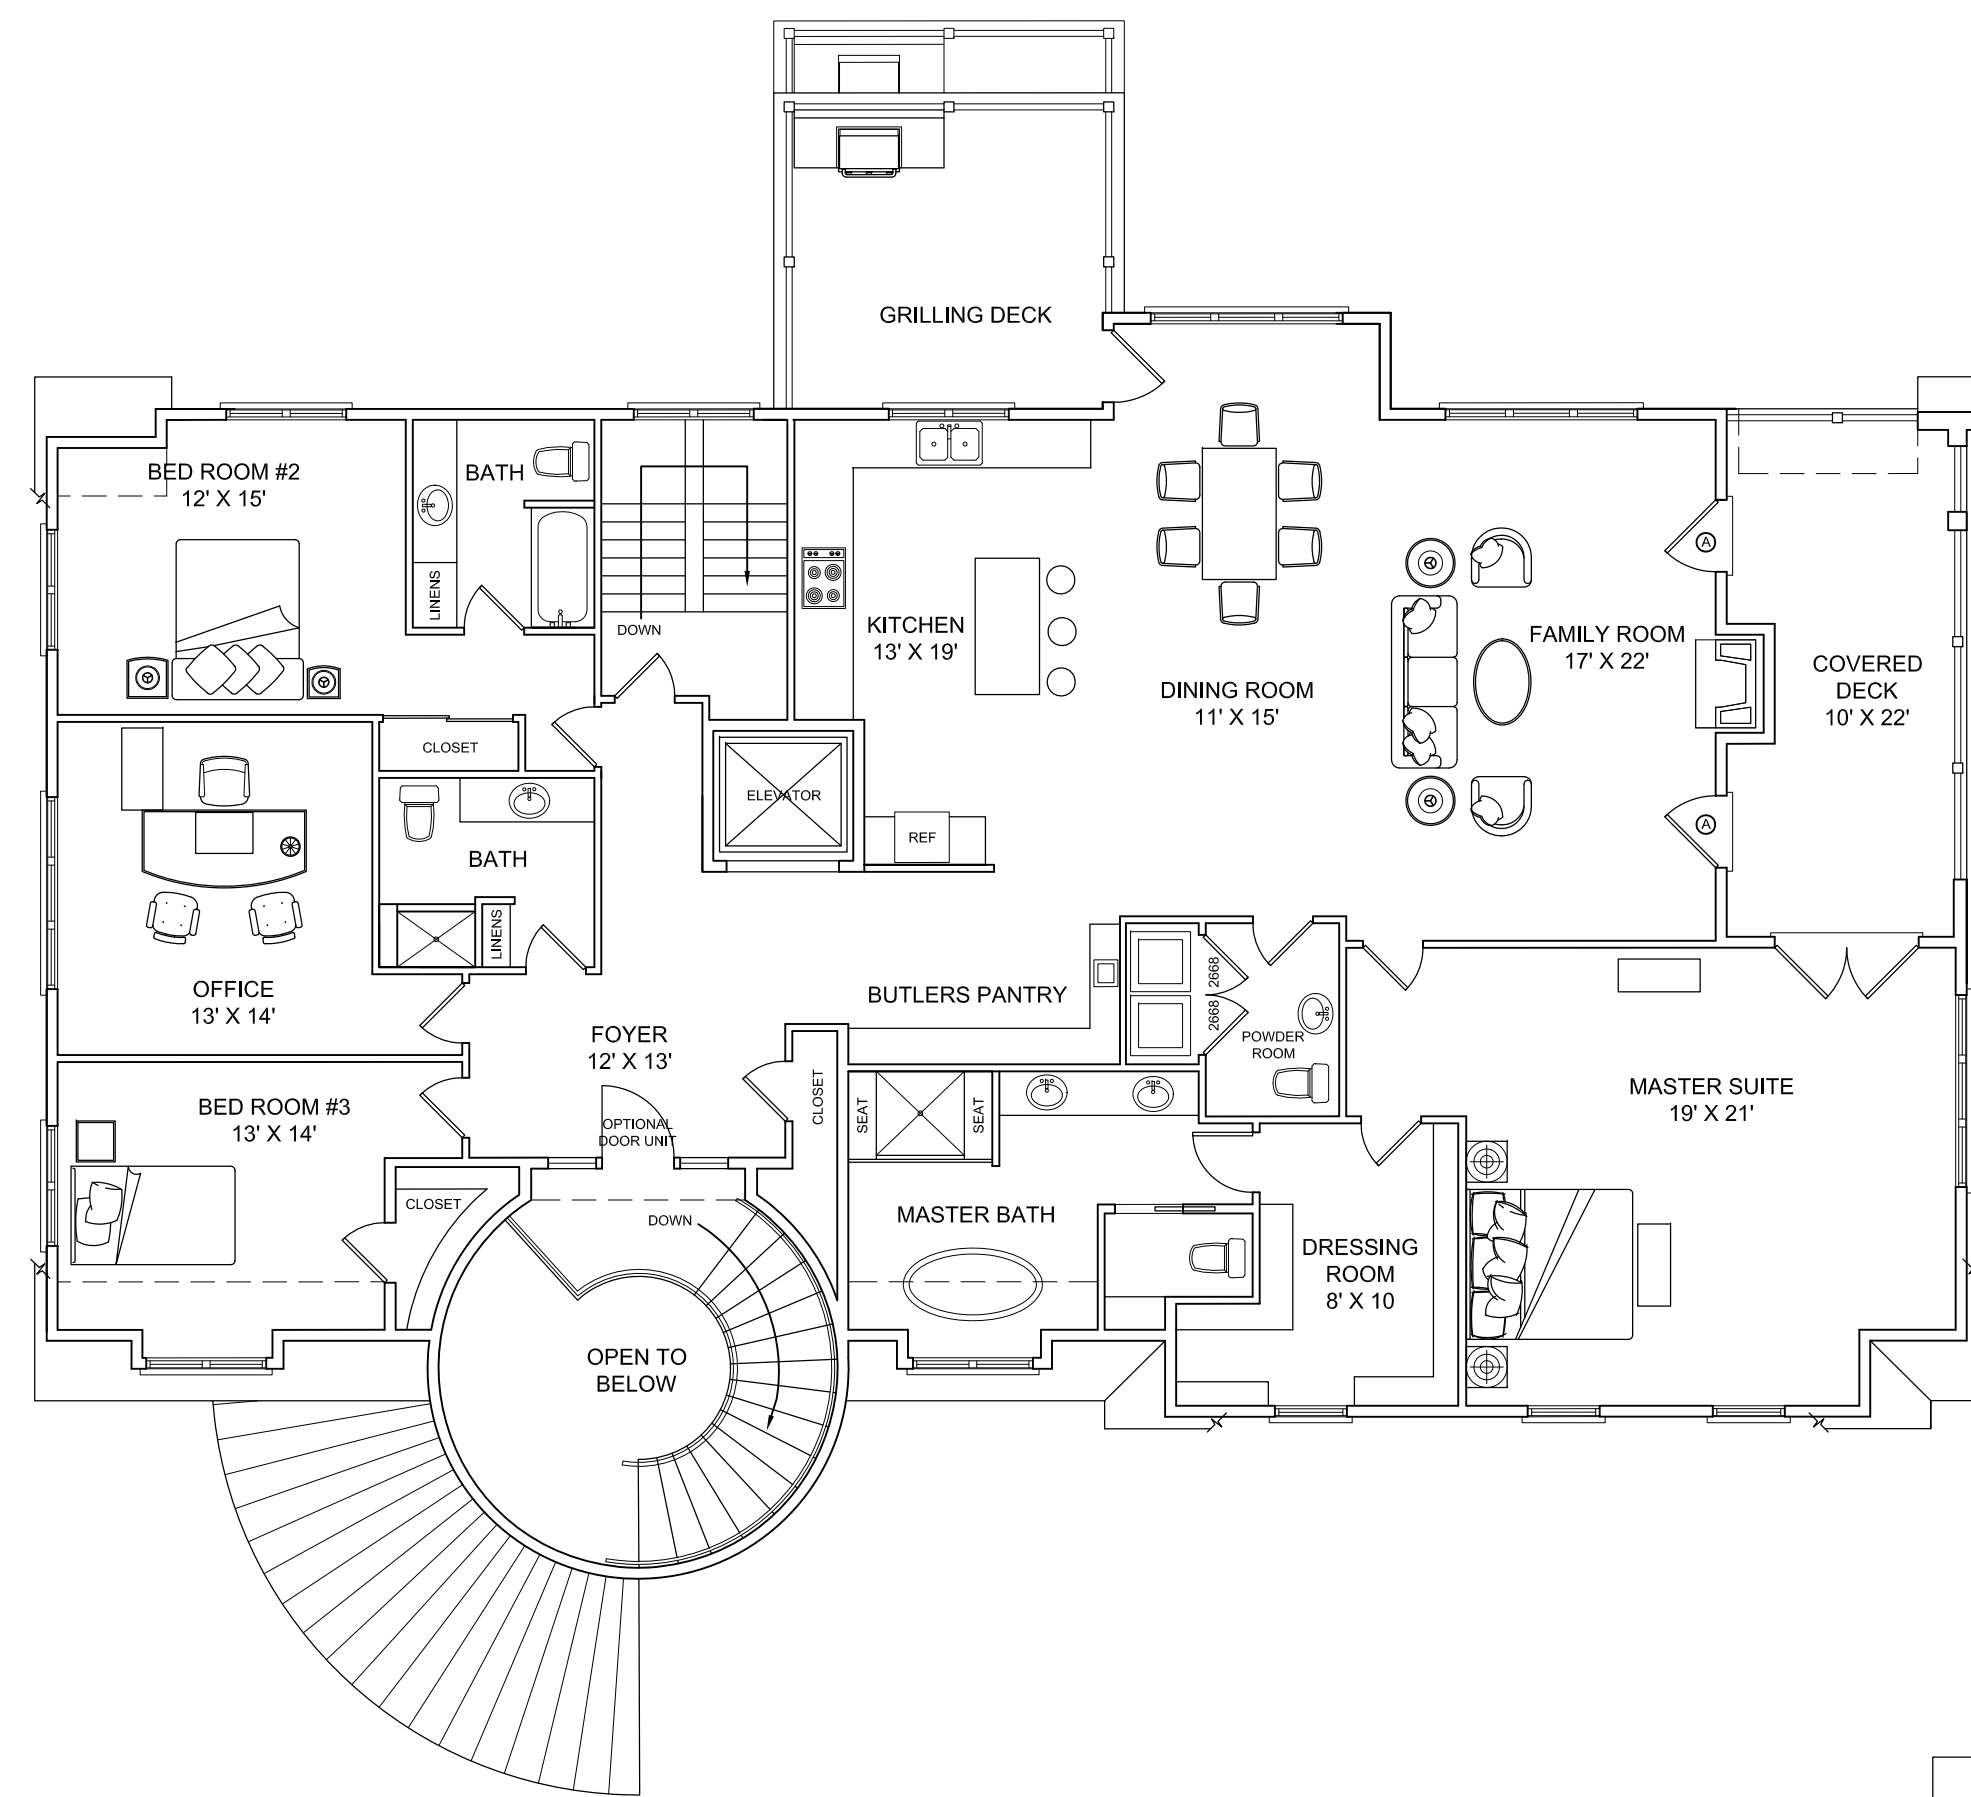 GRILLING DECK
BED ROOM #2
12' X 15'
BATH
LINENS
DOWN
KITCHEN
13' X 19'
DINING ROOM
11' X 15'
FAMILY ROOM
17' X 22'
A
A
COVERED
DECK
10' X 22'
CLOSET
ELEVATOR
REF
BATH
LINENS
OFFICE
13' X 14'
FOYER
12' X 13'
BUTLERS PANTRY
2668
2668
POWDER
ROOM
MASTER SUITE
19' X 21'
BED ROOM #3
13' X 14'
OPTIONAL
DOOR UNIT
CLOSET
SEAT
SEAT
CLOSET
DOWN
MASTER BATH
DRESSING
ROOM
8' X 10
OPEN TO
BELOW